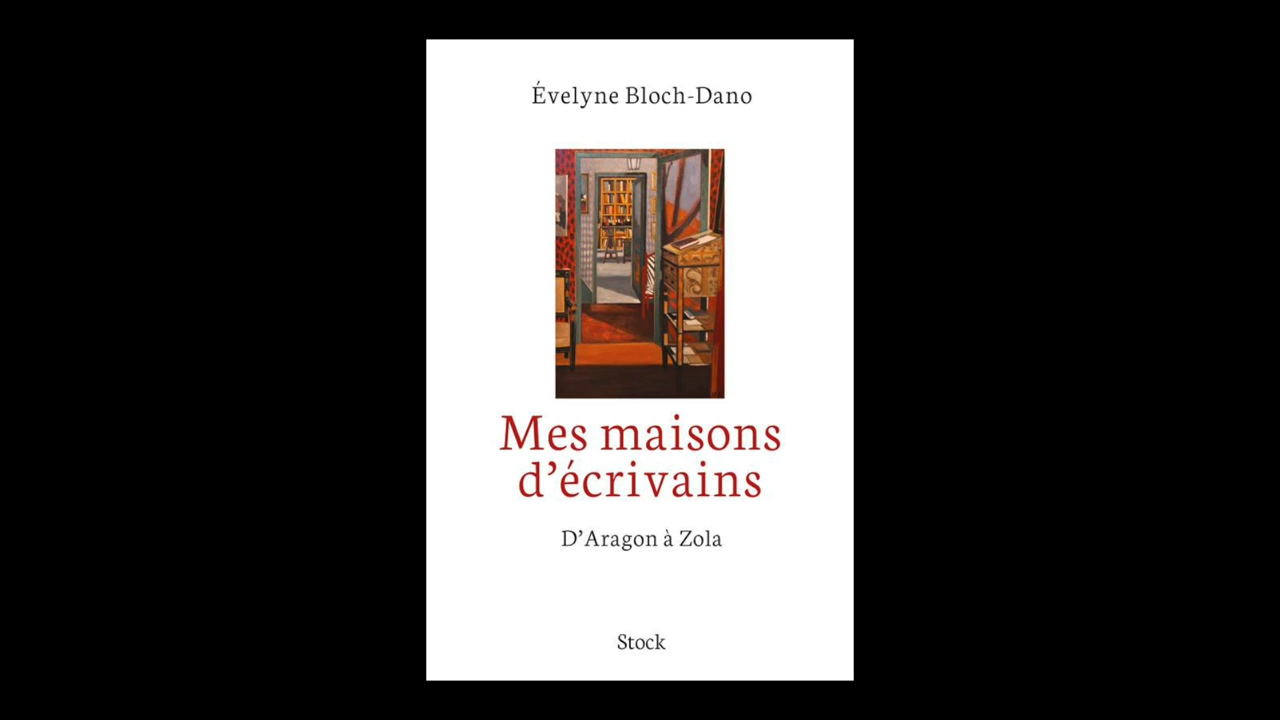 Évelyne Bloch-Dano
Mes maisons
d’écrivains
D’Aragon à Zola
Stock